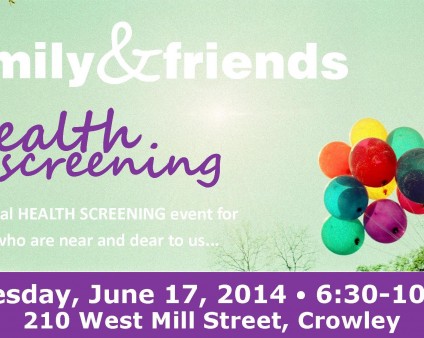 mily&friends
ealth
screening
al HEALTH SCREENING event for
who are near and dear to us...
esday, June 17, 2014 • 6:30-10
210 West Mill Street, Crowley